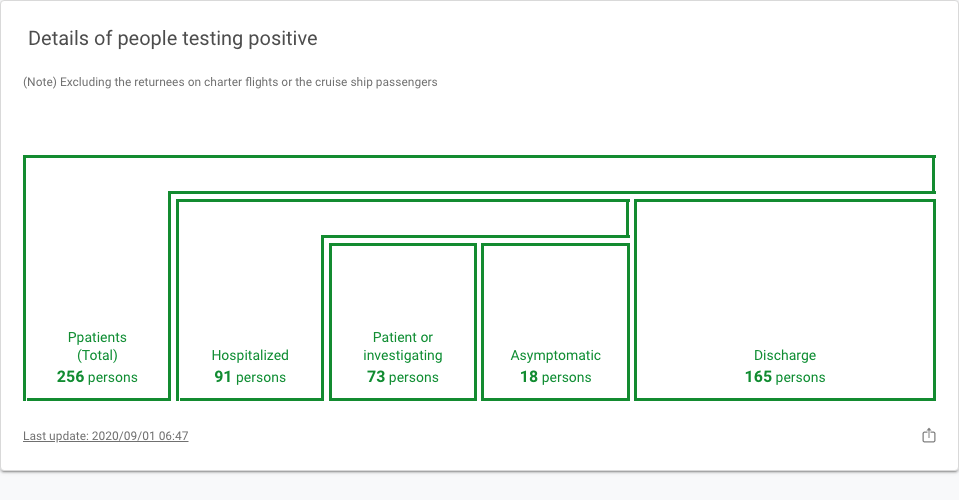 Details of people testing positive
(Note) Excluding the returnees on charter flights or the cruise ship passengers
Ppatients
(Total)
256 persons
Hospitalized
91 persons
Patient or
investigating
73 persons
Asymptomatic
18 persons
Discharge
165 persons
Last update: 2020/09/01 06:47